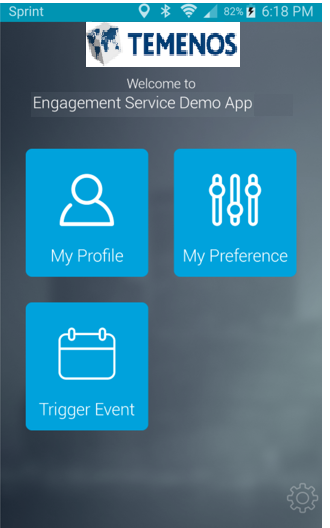 Sprint 82% 6:18 PM
TEMENOS
Welcome to
Engagement Service Demo App
My Profile
My Preference
Trigger Event